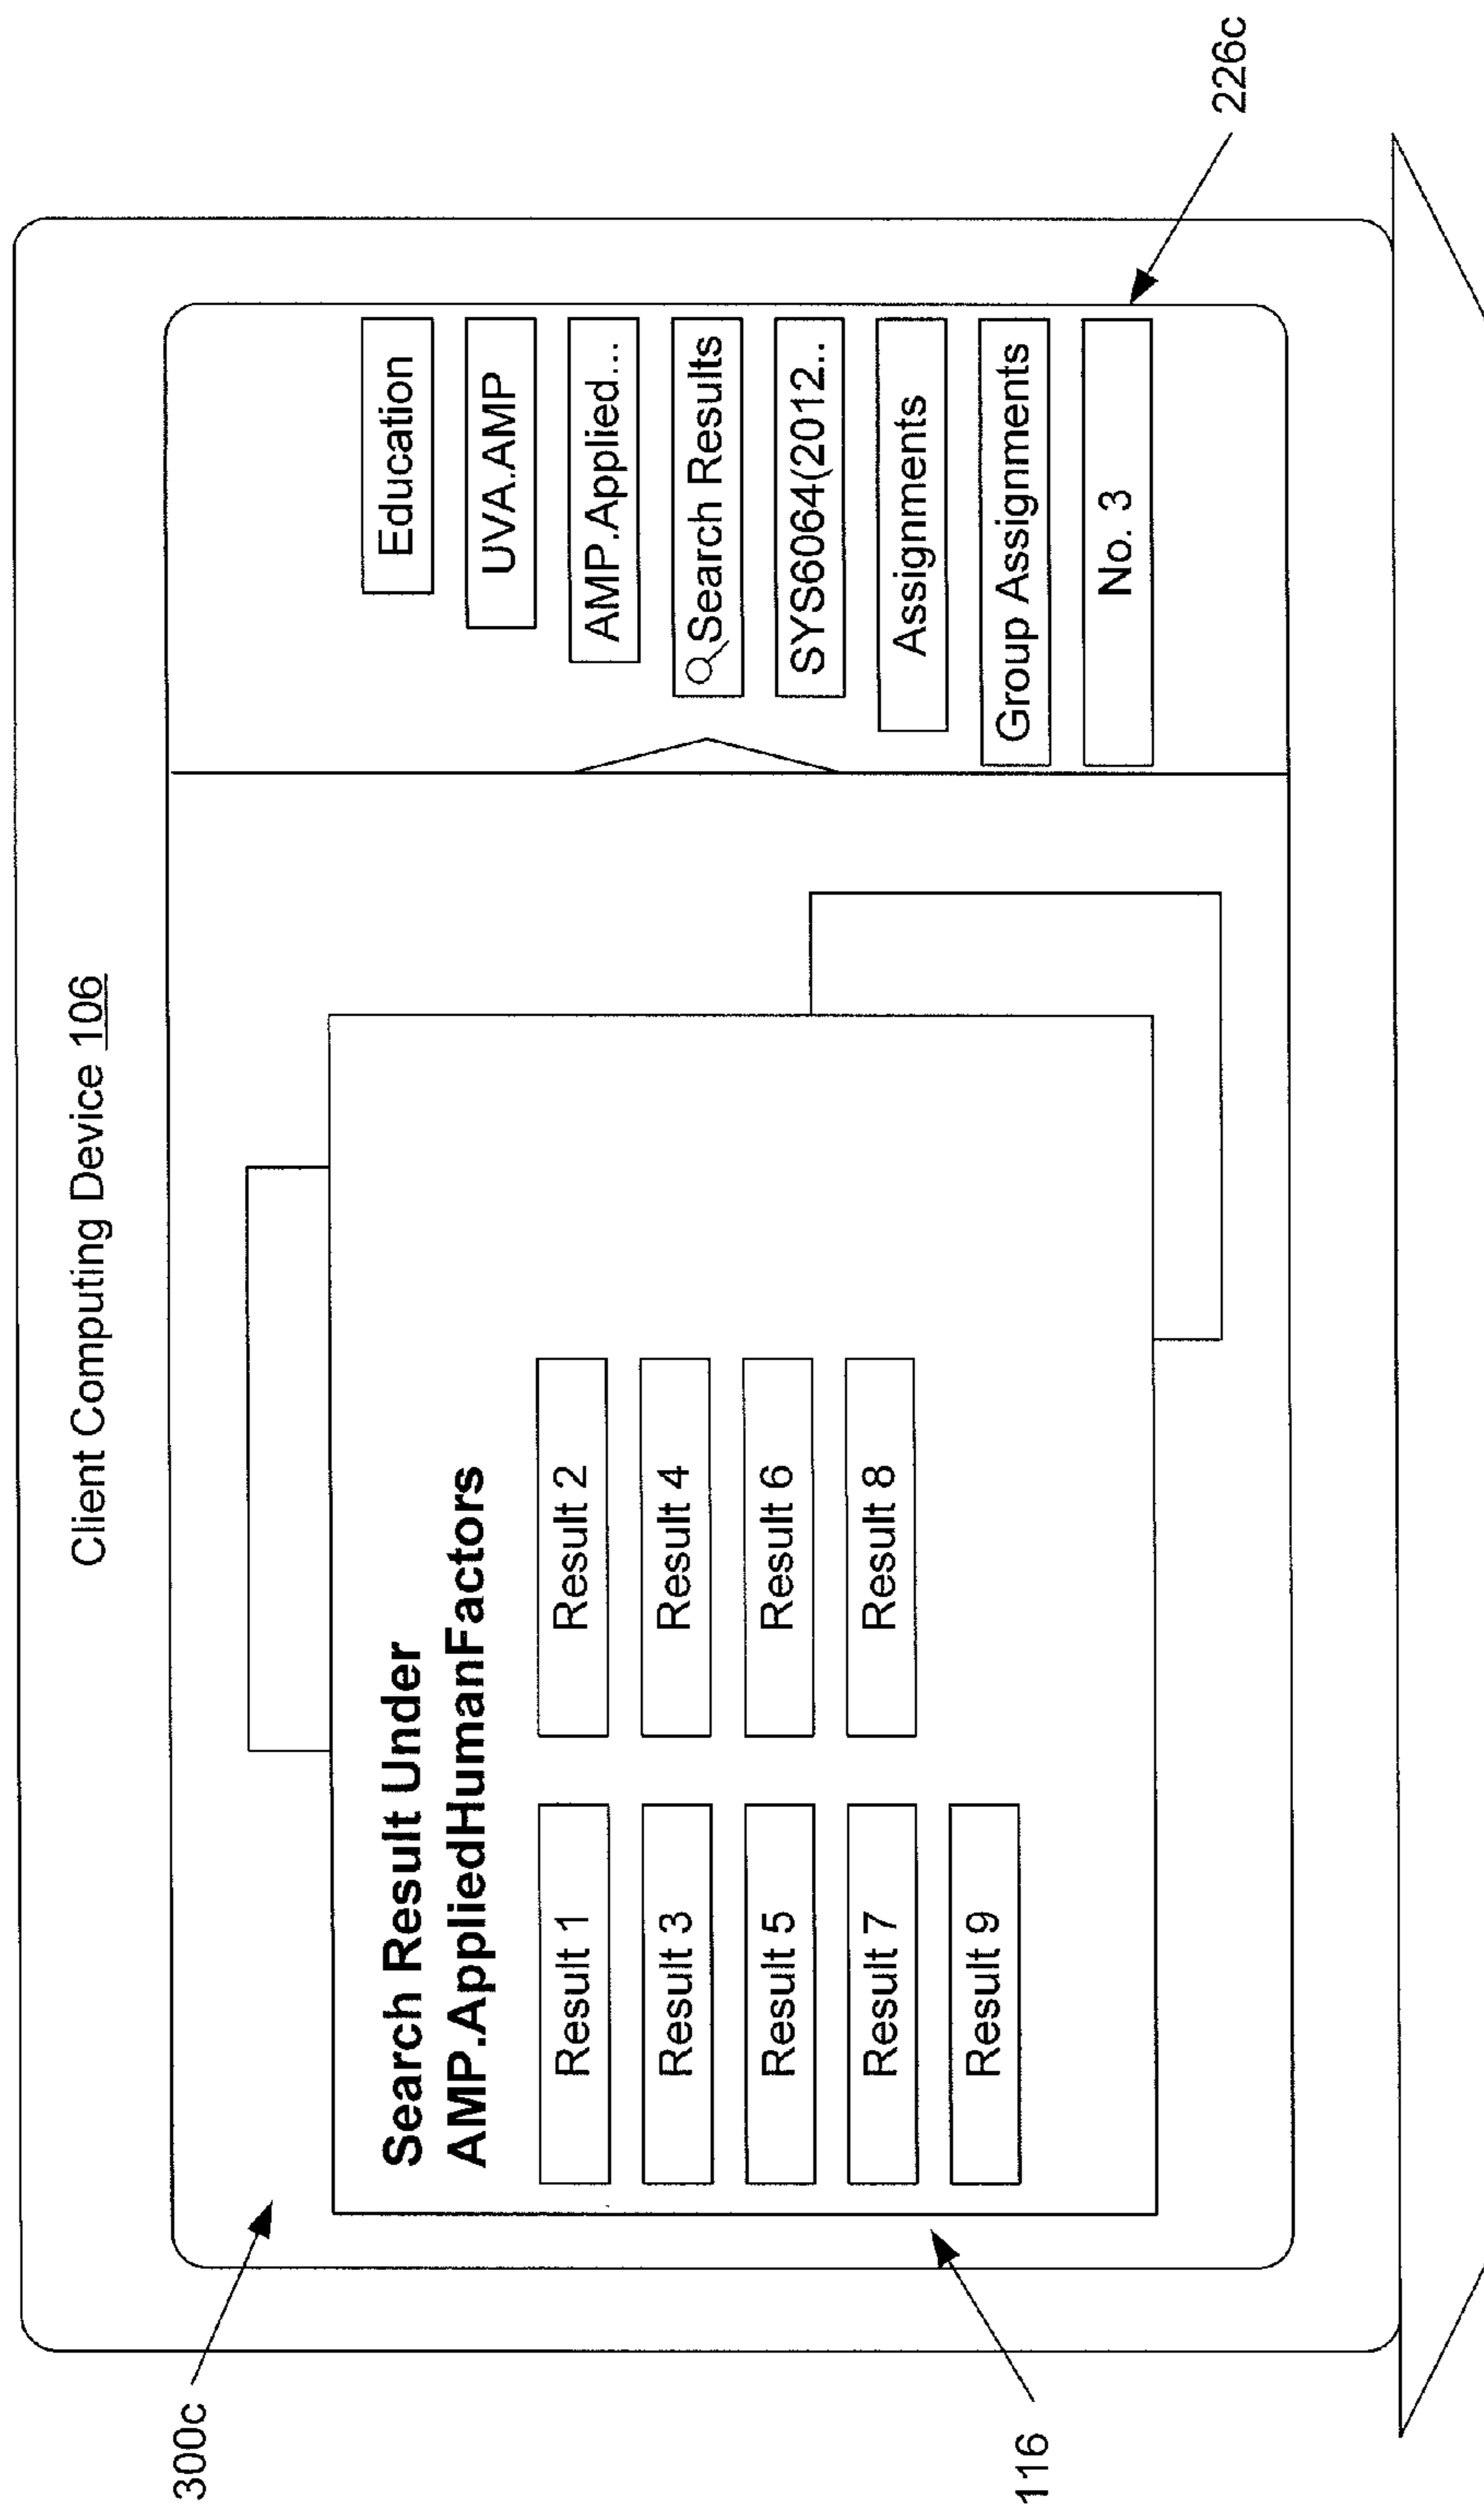 Client Computing Device 106
300c
Search Result Under
AMP.AppliedHumanFactors
Result 1
Result 2
Result 3
Result 4
Result 5
Result 6
Result 7
Result 8
Result 9
116
Education
UVA.AMP
AMP.Applied...
Search Results
SYS6064(2012..
Assignments
Group Assignments
No. 3
226c